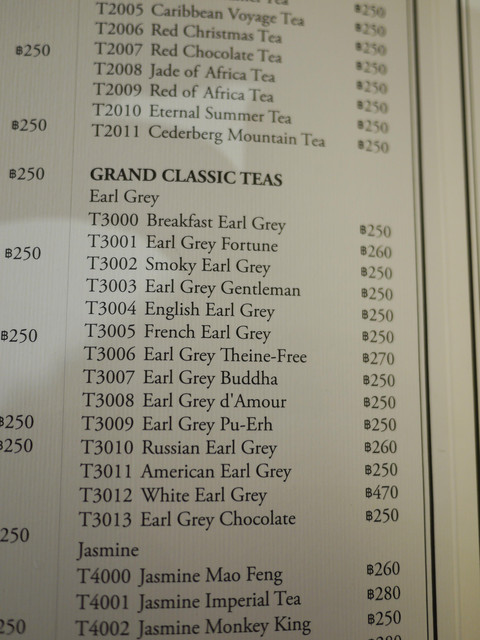 T2005 Caribbean Voyage Tea ฿250
T2006 Red Christmas Tea ฿250
T2007 Red Chocolate Tea ฿250
T2008 Jade of Africa Tea ฿250
T2009 Red of Africa Tea ฿250
T2010 Eternal Summer Tea ฿250
T2011 Cederberg Mountain Tea ฿250
GRAND CLASSIC TEAS
Earl Grey
T3000 Breakfast Earl Grey ฿250
T3001 Earl Grey Fortune ฿260
T3002 Smoky Earl Grey ฿250
T3003 Earl Grey Gentleman ฿250
T3004 English Earl Grey ฿250
T3005 French Earl Grey ฿250
T3006 Earl Grey Theine-Free ฿270
T3007 Earl Grey Buddha ฿250
T3008 Earl Grey d'Amour ฿250
T3009 Earl Grey Pu-Erh ฿250
T3010 Russian Earl Grey ฿260
T3011 American Earl Grey ฿250
T3012 White Earl Grey ฿470
T3013 Earl Grey Chocolate ฿250
Jasmine
T4000 Jasmine Mao Feng ฿260
T4001 Jasmine Imperial Tea ฿280
T4002 Jasmine Monkey King ฿250
฿250
฿250
฿250
฿250
฿250
฿250
฿250
250
250